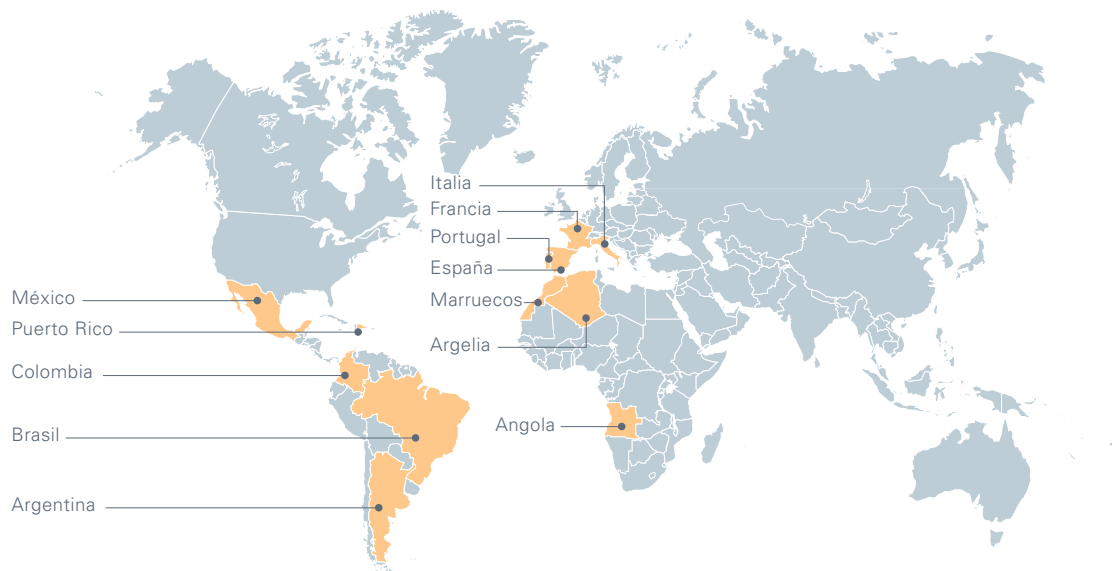 Italia
Francia
Portugal
España
Marruecos
Argelia
Angola
México
Puerto Rico
Colombia
Brasil
Argentina